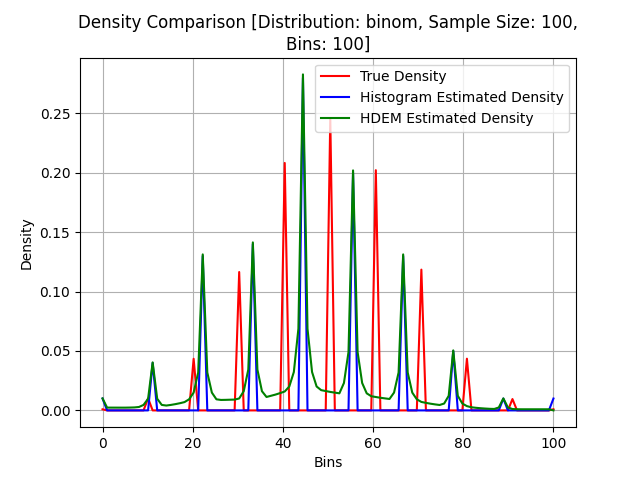 Density Comparison [Distribution: binom, Sample Size: 100,
Bins: 100]
True Density
Histogram Estimated Density
HDEM Estimated Density
Density
0.25
0.20
0.15
0.10
0.05
0.00
0 20 40 60 80 100
Bins